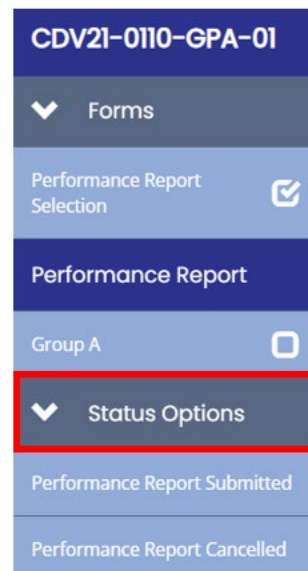 CDV21-0110-GPA-01
Forms
Performance Report
Selection
Performance Report
Group A
Status Options
Performance Report Submitted
Performance Report Cancelled